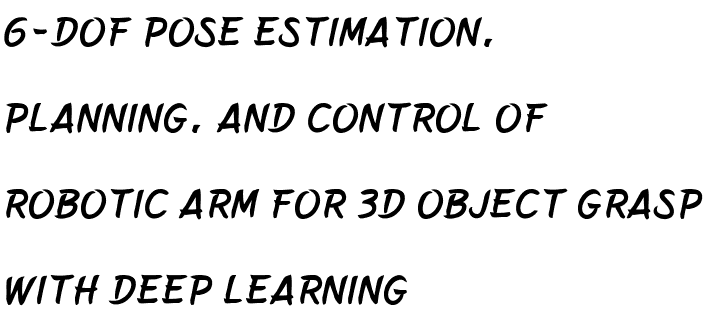 6-DOF POSE ESTIMATION,
PLANNING, AND CONTROL OF
ROBOTIC ARM FOR 3D OBJECT GRASP
WITH DEEP LEARNING